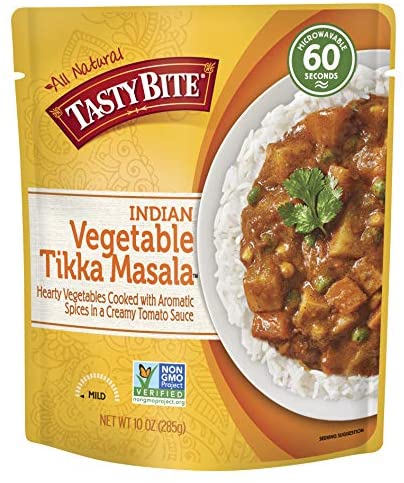 All Natural
TASTY BITE
MICROWAVABLE
60
SECONDS
INDIAN
Vegetable
Tikka Masala™
Hearty Vegetables Cooked with Aromatic
Spices in a Creamy Tomato Sauce
MILD
NON
GMO
Project
VERIFIED
nongmoproject.org
NET WT 10 OZ (285g)
SERVING SUGGESTION